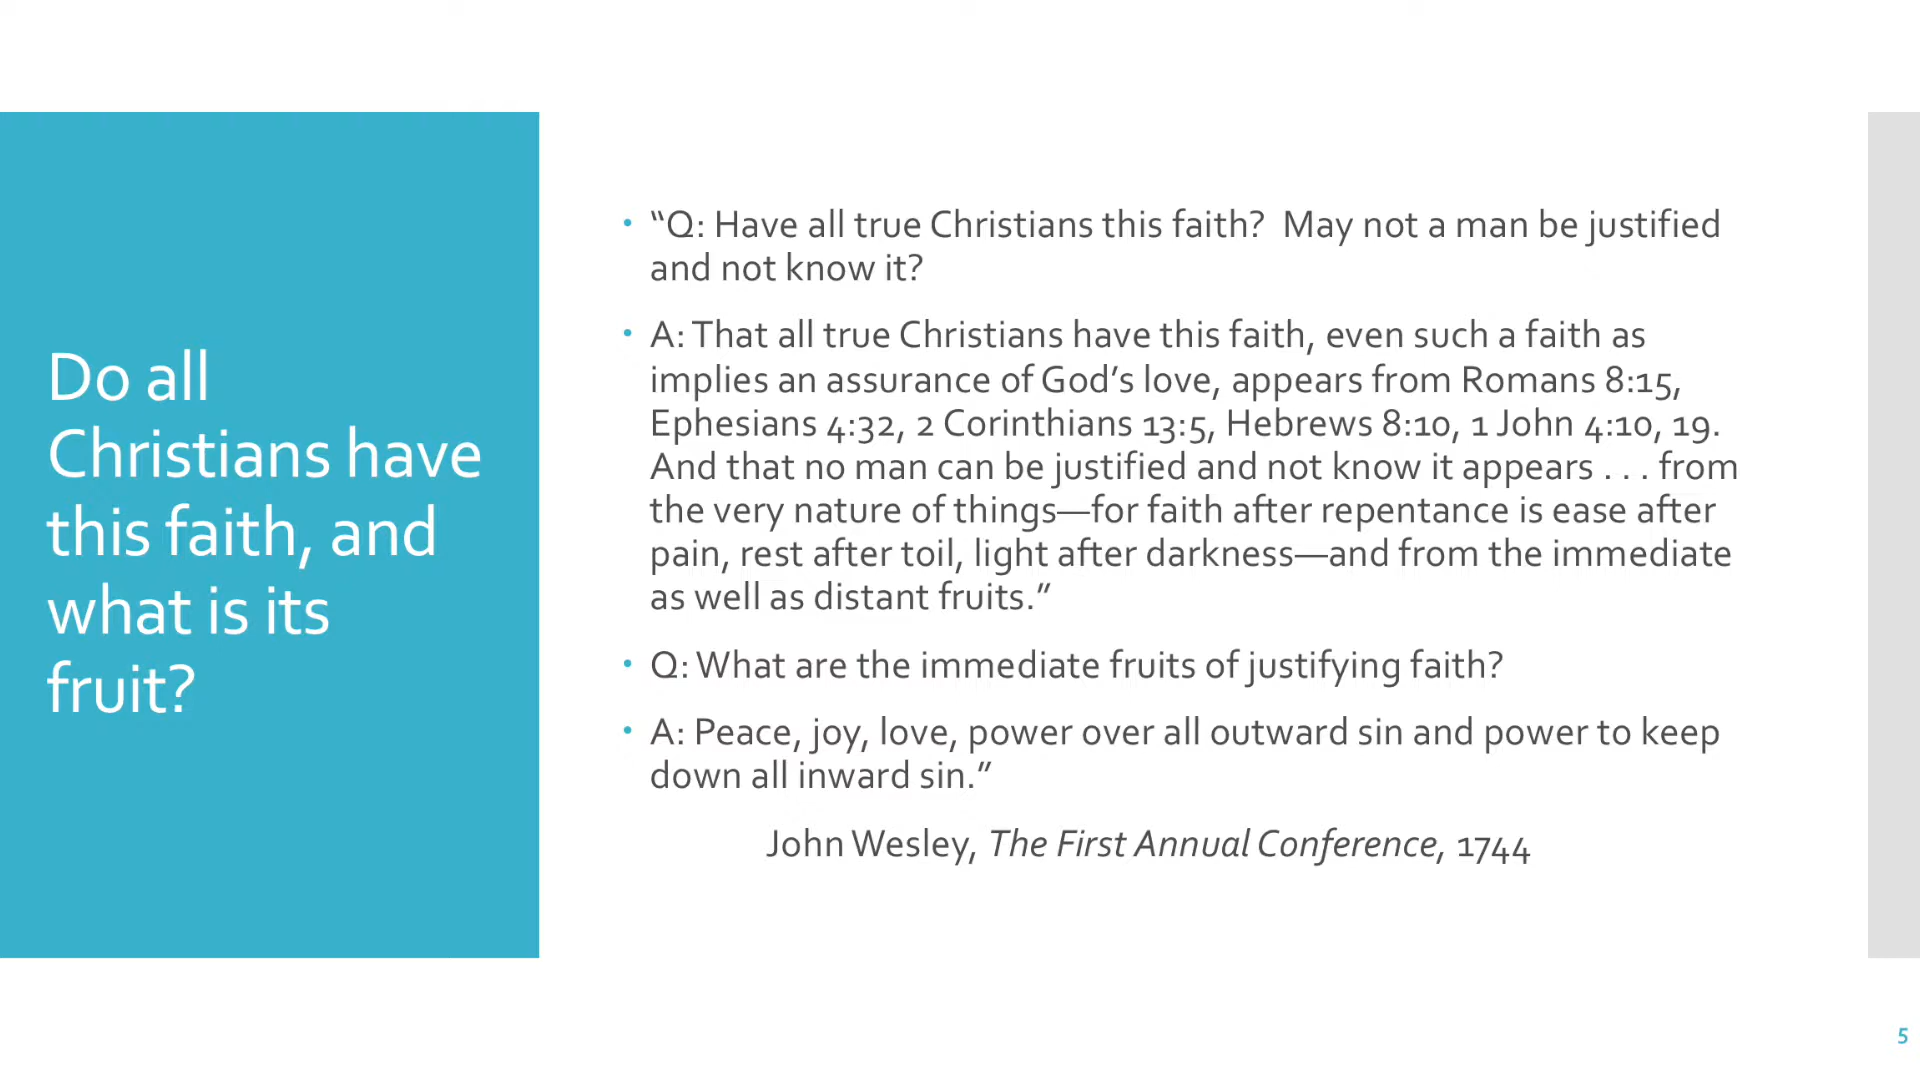 Do all
Christians have
this faith, and
what is its
fruit?
• “Q: Have all true Christians this faith?  May not a man be justified
and not know it?
• A: That all true Christians have this faith, even such a faith as
implies an assurance of God’s love, appears from Romans 8:15,
Ephesians 4:32, 2 Corinthians 13:5, Hebrews 8:10, 1 John 4:10, 19.
And that no man can be justified and not know it appears . . . from
the very nature of things—for faith after repentance is ease after
pain, rest after toil, light after darkness—and from the immediate
as well as distant fruits.”
• Q: What are the immediate fruits of justifying faith?
• A: Peace, joy, love, power over all outward sin and power to keep
down all inward sin.”
John Wesley, The First Annual Conference, 1744
5